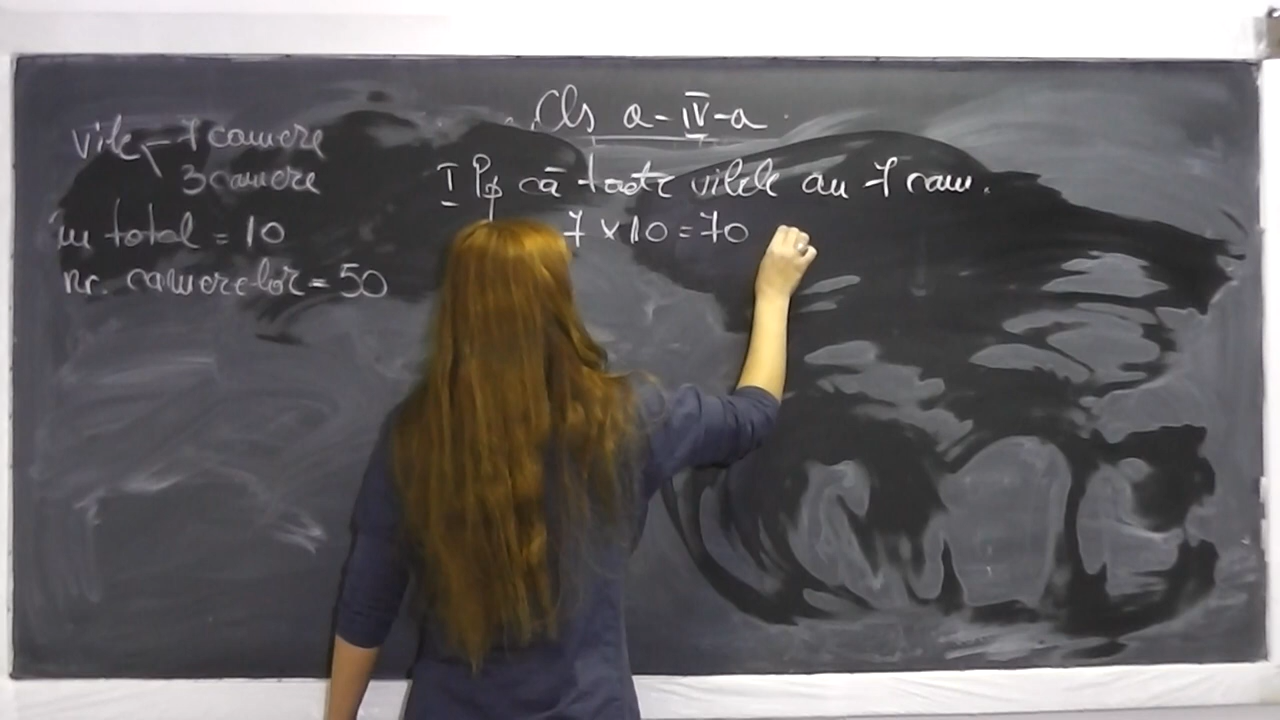 Cls a-IV-a
vile 7 camere
3 camere
în total = 10
nr. camerelor = 50
I Pp că toate vilele au 7 cam.
7 x 10 = 70